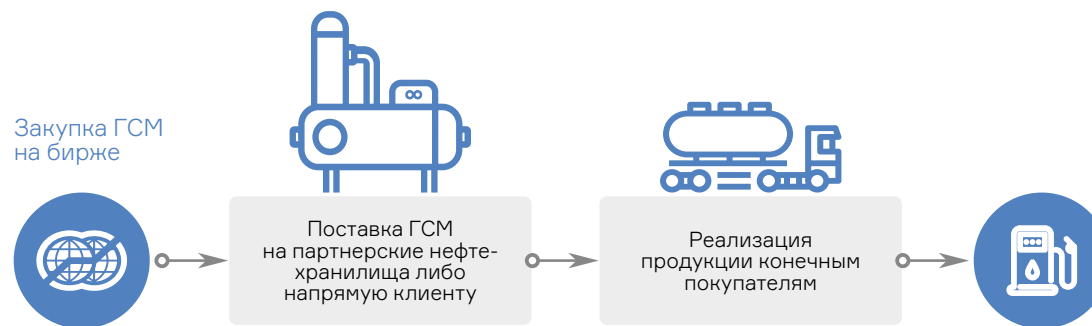 Закупка ГСМ
на бирже
Поставка ГСМ
на партнерские нефте-
хранилища либо
напрямую клиенту
Реализация
продукции конечным
покупателям